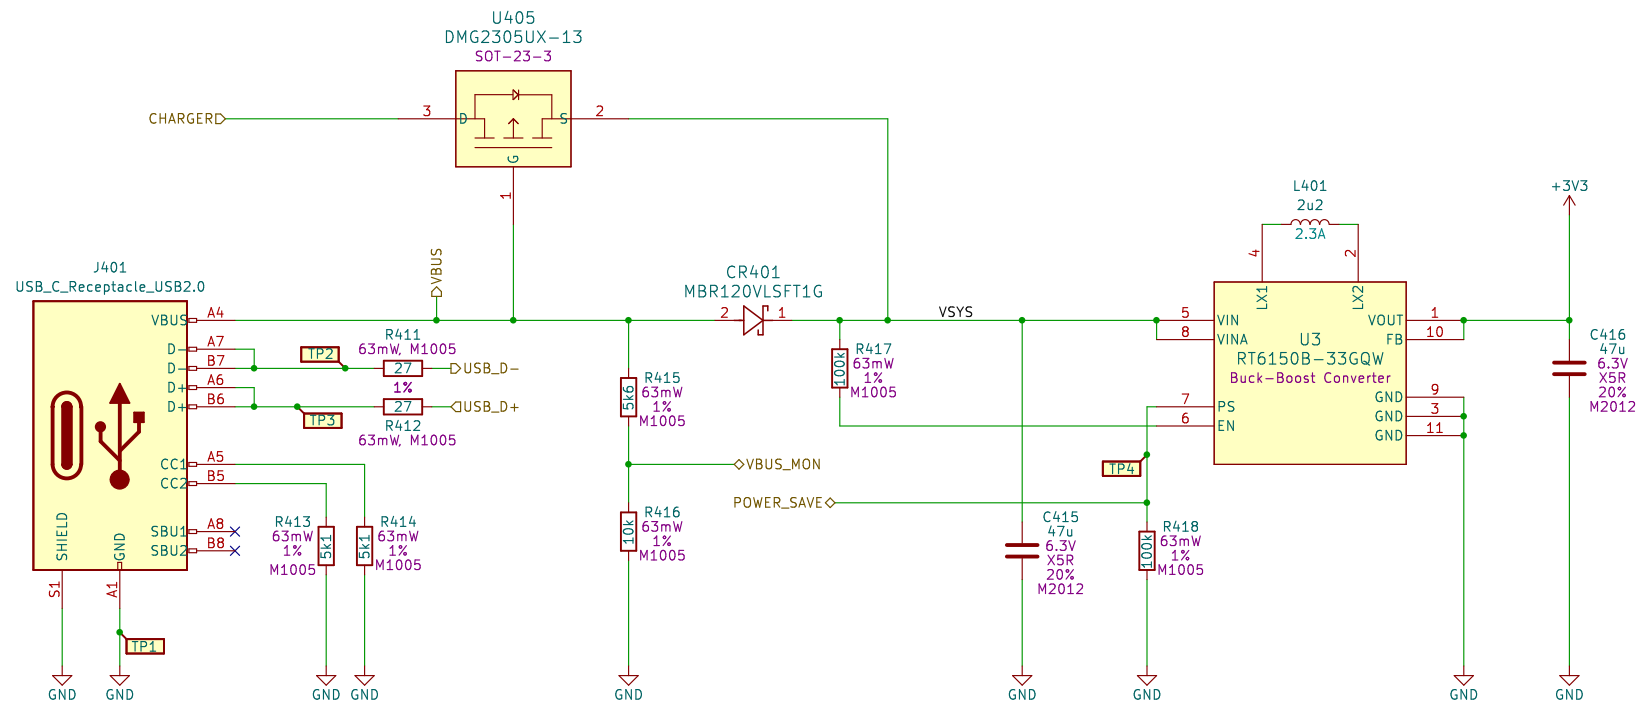 U405
DMG2305UX-13
SOT-23-3
CHARGER
3
D
S
2
G
1
VBUS
J401
USB_C_Receptacle_USB2.0
VBUS
A4
D-
A7
D-
B7
D+
A6
D+
B6
CC1
A5
CC2
B5
SBU1
A8
SBU2
B8
SHIELD
GND
S1
A1
TP1
GND
GND
TP2
R411
63mW, M1005
27
1%
USB_D-
TP3
27
R412
63mW, M1005
USB_D+
R413
63mW
1%
M1005
5k1
GND
R414
63mW
1%
M1005
5k1
GND
R415
63mW
1%
M1005
5k6
VBUS_MON
R416
63mW
1%
M1005
10k
GND
CR401
MBR120VLSFT1G
2
1
VSYS
R417
63mW
1%
M1005
100k
POWER_SAVE
C415
47u
6.3V
X5R
20%
M2012
GND
TP4
R418
63mW
1%
M1005
100k
GND
L401
2u2
2.3A
4
2
LX1
LX2
5
VIN
8
VINA
7
PS
6
EN
U3
RT6150B-33GQW
Buck-Boost Converter
VOUT
1
FB
10
GND
9
GND
3
GND
11
GND
+3V3
C416
47u
6.3V
X5R
20%
M2012
GND